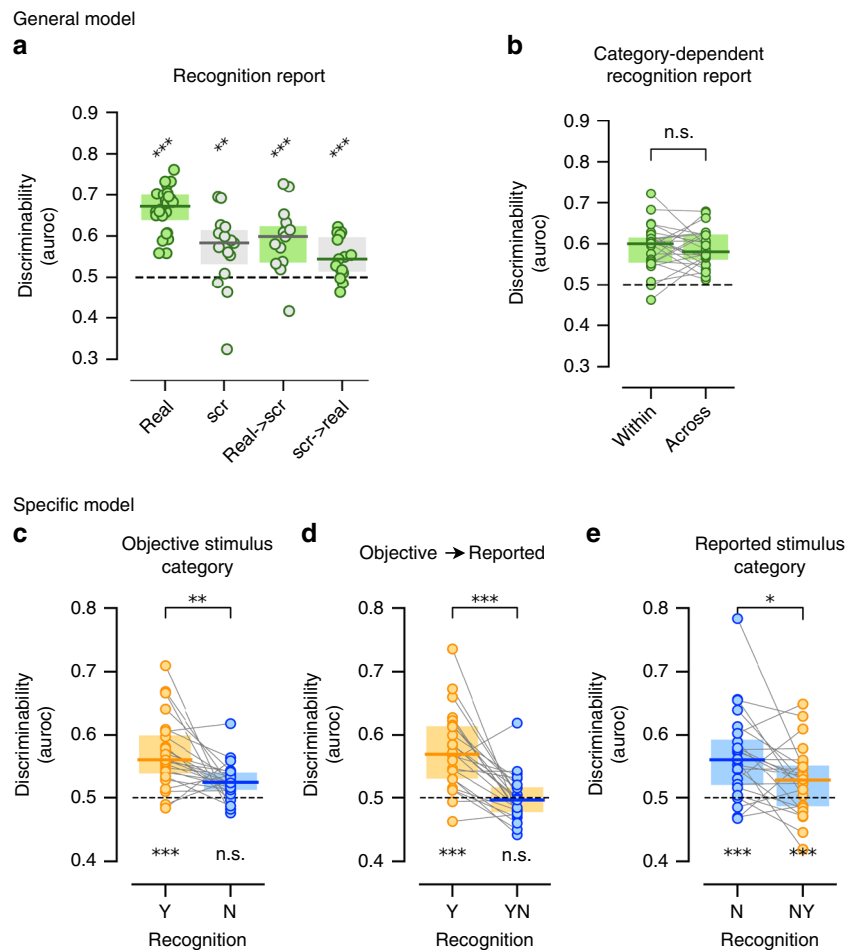 General model
a
Recognition report
Discriminability
(auroc)
0.9
0.8
0.7
0.6
0.5
0.4
0.3
***
**
***
***
Real
scr
Real->scr
scr->real
b
Category-dependent
recognition report
Discriminability
(auroc)
0.9
0.8
0.7
0.6
0.5
0.4
0.3
n.s.
Within
Across
Specific model
c
Objective stimulus
category
Discriminability
(auroc)
0.8
0.7
0.6
0.5
0.4
**
***
n.s.
Y
N
Recognition
d
Objective → Reported
Discriminability
(auroc)
0.8
0.7
0.6
0.5
0.4
***
***
n.s.
Y
YN
Recognition
e
Reported stimulus
category
Discriminability
(auroc)
0.8
0.7
0.6
0.5
0.4
*
***
***
N
NY
Recognition